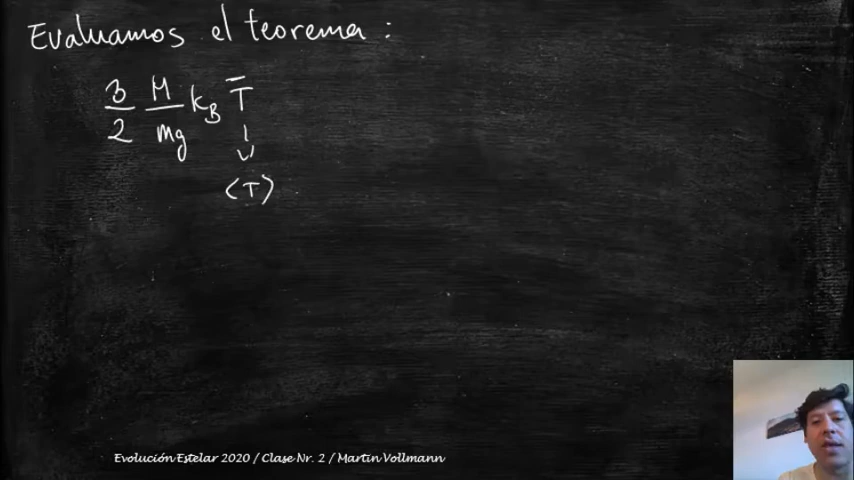 Evaluamos el teorema :
3/2 M/mg k_B T̄
↓
⟨T⟩
Evolución Estelar 2020 / Clase Nr. 2 / Martin Vollmann